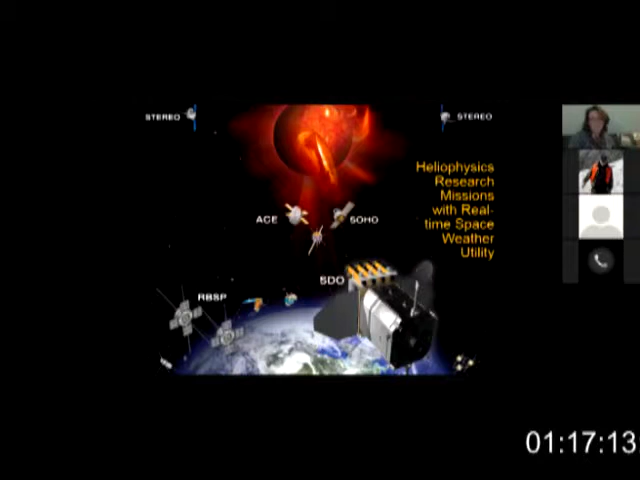 STEREO
STEREO
Heliophysics
Research
Missions
with Real-
time Space
Weather
Utility
ACE
SOHO
SDO
RBSP
01:17:13